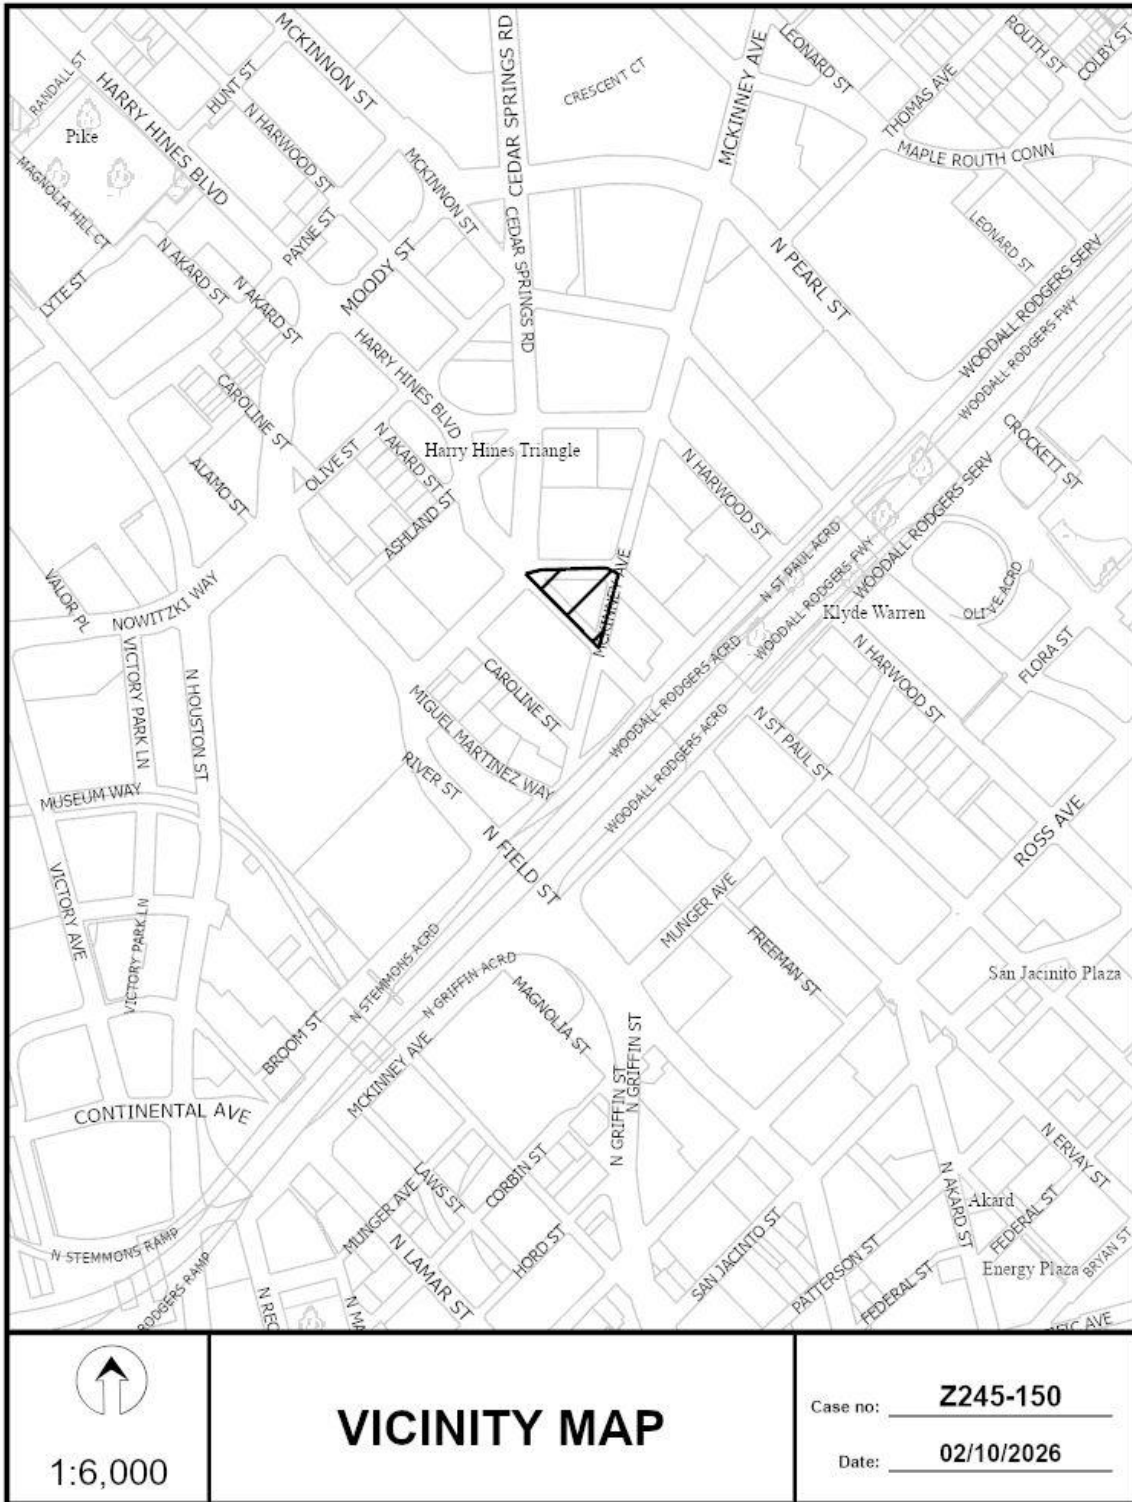 MCKINNON ST
CEDAR SPRINGS RD
MCKINNEY AVE
LEONARD ST
ROUTH ST
COLBY ST
RANDALL ST
HARRY HINES BLVD
HUNT ST
CRESCENT CT
THOMAS AVE
Pike
N HARWOOD ST
MAPLE ROUTH CONN
MAGNOLIA HILL CT
MCKINNON ST
CEDAR SPRINGS RD
LEONARD ST
PAYNE ST
N AKARD ST
MOODY ST
N PEARL ST
LYTE ST
N AKARD ST
WOODALL RODGERS SERV
WOODALL RODGERS FWY
HARRY HINES BLVD
CAROLINE ST
N AKARD ST
Harry Hines Triangle
OLIVE ST
N HARWOOD ST
CROCKETT ST
ALAMO ST
ASHLAND ST
WOODALL RODGERS SERV
N ST PAUL ACRD
WOODALL RODGERS FWY
VALOR PL
NOWITZKI WAY
MCKINNEY AVE
Klyde Warren
OLIVE ACRD
VICTORY PARK LN
N HOUSTON ST
CAROLINE ST
WOODALL RODGERS ACRD
N HARWOOD ST
FLORA ST
MIGUEL MARTINEZ WAY
WOODALL RODGERS ACRD
N ST PAUL ST
RIVER ST
MUSEUM WAY
N FIELD ST
ROSS AVE
VICTORY AVE
VICTORY PARK LN
MUNGER AVE
FREEMAN ST
N STEMMONS ACRD
N GRIFFIN ACRD
San Jacinito Plaza
MAGNOLIA ST
BROOM ST
MCKINNEY AVE
N GRIFFIN ST
N GRIFFIN ST
CONTINENTAL AVE
N ERVAY ST
LAWS ST
CORBIN ST
N AKARD ST
Akard
FEDERAL ST
MUNGER AVE
N LAMAR ST
HORD ST
SAN JACINTO ST
PATTERSON ST
FEDERAL ST
Energy Plaza
BRYAN ST
N STEMMONS RAMP
RODGERS RAMP
N REC
N MA
IC AVE
1:6,000
VICINITY MAP
Case no: Z245-150
Date: 02/10/2026